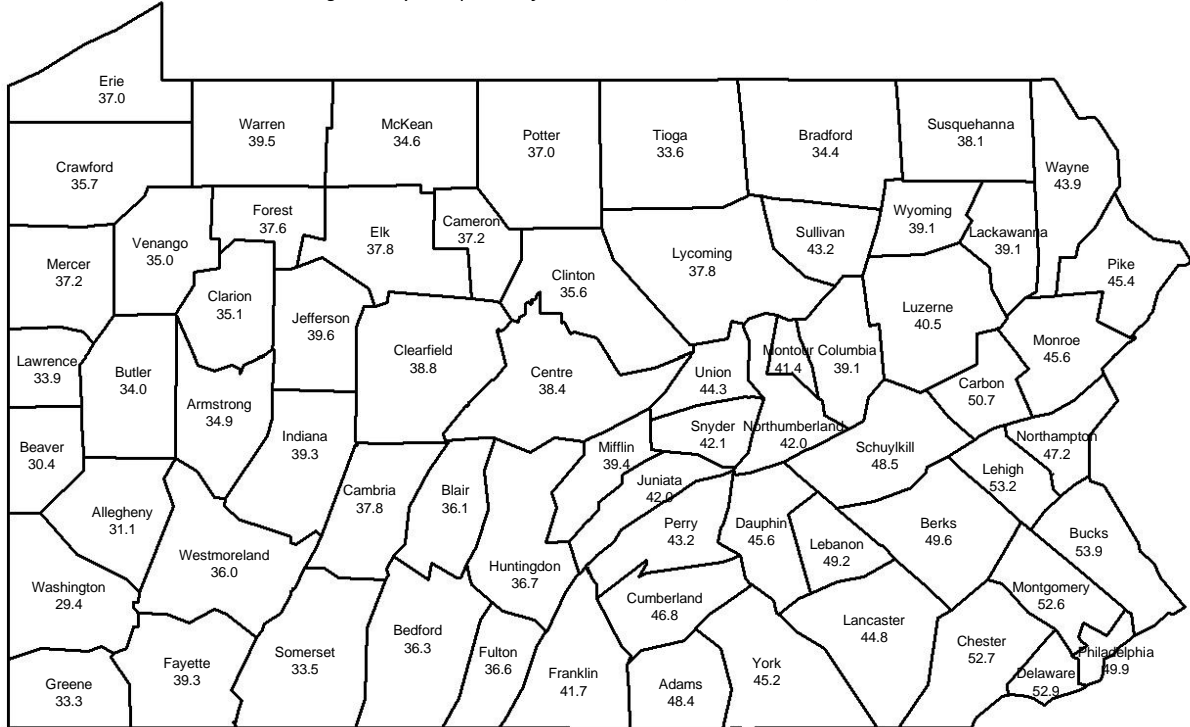 Erie
37.0
Warren
39.5
McKean
34.6
Potter
37.0
Tioga
33.6
Bradford
34.4
Susquehanna
38.1
Wayne
43.9
Crawford
35.7
Forest
37.6
Elk
37.8
Cameron
37.2
Venango
35.0
Mercer
37.2
Clarion
35.1
Jefferson
39.6
Clinton
35.6
Lycoming
37.8
Sullivan
43.2
Wyoming
39.1
Lackawanna
39.1
Pike
45.4
Luzerne
40.5
Monroe
45.6
Lawrence
33.9
Butler
34.0
Armstrong
34.9
Clearfield
38.8
Centre
38.4
Union
44.3
Montour
41.4
Columbia
39.1
Carbon
50.7
Beaver
30.4
Indiana
39.3
Snyder
42.1
Northumberland
42.0
Mifflin
39.4
Schuylkill
48.5
Northampton
47.2
Lehigh
53.2
Juniata
42.0
Cambria
37.8
Blair
36.1
Allegheny
31.1
Westmoreland
36.0
Huntingdon
36.7
Perry
43.2
Dauphin
45.6
Lebanon
49.2
Berks
49.6
Bucks
53.9
Montgomery
52.6
Washington
29.4
Cumberland
46.8
Lancaster
44.8
Chester
52.7
Philadelphia
49.9
Delaware
52.9
Greene
33.3
Fayette
39.3
Somerset
33.5
Bedford
36.3
Fulton
36.6
Franklin
41.7
Adams
48.4
York
45.2